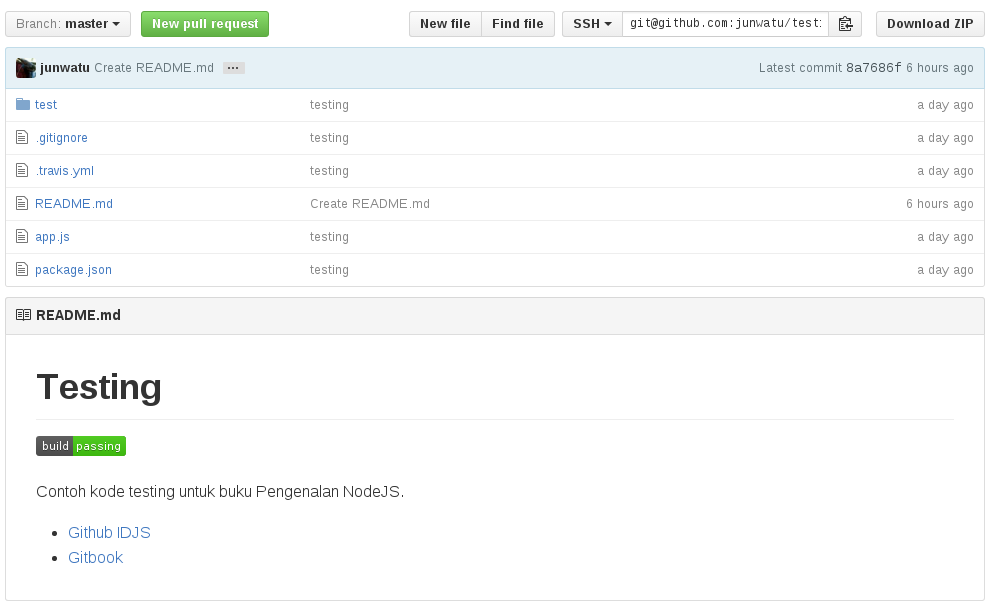 Branch: master New pull request New file Find file SSH git@github.com:junwatu/test: Download ZIP
junwatu Create README.md ... Latest commit 8a7686f 6 hours ago
test testing a day ago
.gitignore testing a day ago
.travis.yml testing a day ago
README.md Create README.md 6 hours ago
app.js testing a day ago
package.json testing a day ago
README.md
Testing
build passing
Contoh kode testing untuk buku Pengenalan NodeJS.
Github IDJS
Gitbook